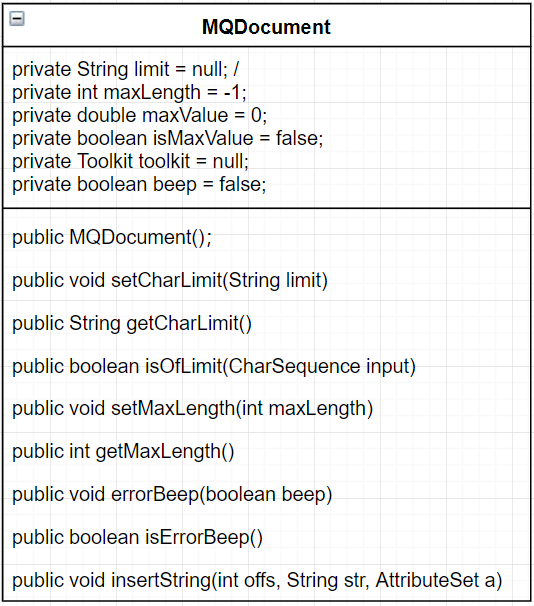 MQDocument
private String limit = null; /
private int maxLength = -1;
private double maxValue = 0;
private boolean isMaxValue = false;
private Toolkit toolkit = null;
private boolean beep = false;
public MQDocument();
public void setCharLimit(String limit)
public String getCharLimit()
public boolean isOfLimit(CharSequence input)
public void setMaxLength(int maxLength)
public int getMaxLength()
public void errorBeep(boolean beep)
public boolean isErrorBeep()
public void insertString(int offs, String str, AttributeSet a)